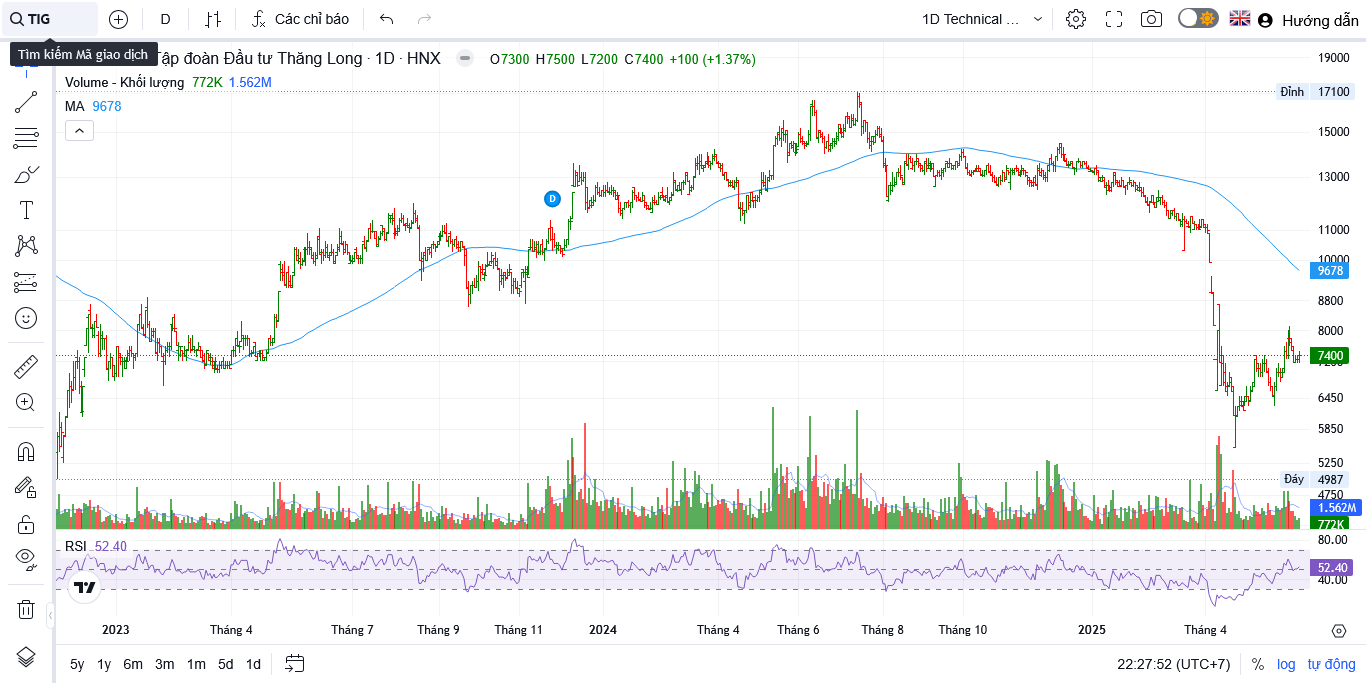 TIG D Các chỉ báo 1D Technical ... Hướng dẫn
Tìm kiếm Mã giao dịch
Tập đoàn Đầu tư Thăng Long · 1D · HNX O7300 H7500 L7200 C7400 +100 (+1.37%)
Volume - Khối lượng 772K 1.562M
MA 9678
D
19000
Đỉnh 17100
15000
13000
11000
10000
9678
8800
8000
7400
7200
6450
5850
5250
Đáy 4987
4750
1.562M
772K
RSI 52.40
80.00
52.40
40.00
2023 Tháng 4 Tháng 7 Tháng 9 Tháng 11 2024 Tháng 4 Tháng 6 Tháng 8 Tháng 10 2025 Tháng 4
5y 1y 6m 3m 1m 5d 1d 22:27:52 (UTC+7) % log tự động